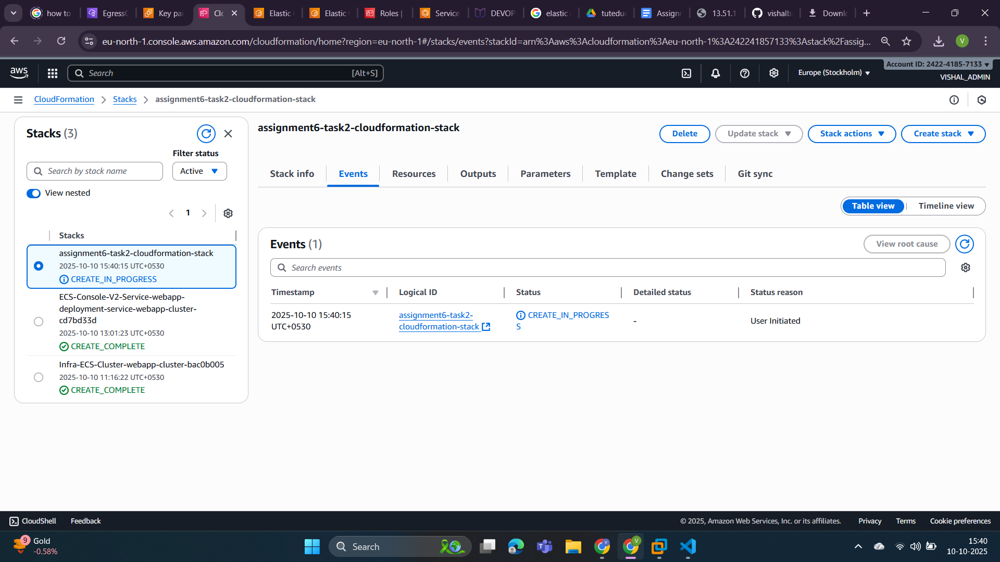 how to
EgressC
Key pai
Clo
Elastic
Elastic
Roles |
Service
DEVOP
elastic
tutedu
Assignm
13.51.1
vishalb
Downlo
eu-north-1.console.aws.amazon.com/cloudformation/home?region=eu-north-1#/stacks/events?stackId=arn%3Aaws%3Acloudformation%3Aeu-north-1%3A242241857133%3Astack%2Fassig...
V
aws
Search
[Alt+S]
Europe (Stockholm)
Account ID: 2422-4185-7133
VISHAL_ADMIN
CloudFormation
Stacks
assignment6-task2-cloudformation-stack
Stacks (3)
Filter status
Search by stack name
Active
View nested
1
Stacks
assignment6-task2-cloudformation-stack
2025-10-10 15:40:15 UTC+0530
CREATE_IN_PROGRESS
ECS-Console-V2-Service-webapp-
deployment-service-webapp-cluster-
cd7bd33d
2025-10-10 13:01:23 UTC+0530
CREATE_COMPLETE
Infra-ECS-Cluster-webapp-cluster-bac0b005
2025-10-10 11:16:22 UTC+0530
CREATE_COMPLETE
assignment6-task2-cloudformation-stack
Delete
Update stack
Stack actions
Create stack
Stack info
Events
Resources
Outputs
Parameters
Template
Change sets
Git sync
Table view
Timeline view
Events (1)
View root cause
Search events
Timestamp
Logical ID
Status
Detailed status
Status reason
2025-10-10 15:40:15
UTC+0530
assignment6-task2-
cloudformation-stack
CREATE_IN_PROGRES
S
-
User Initiated
CloudShell
Feedback
© 2025, Amazon Web Services, Inc. or its affiliates.
Privacy
Terms
Cookie preferences
9
Gold
-0.58%
Search
V
V
15:40
10-10-2025